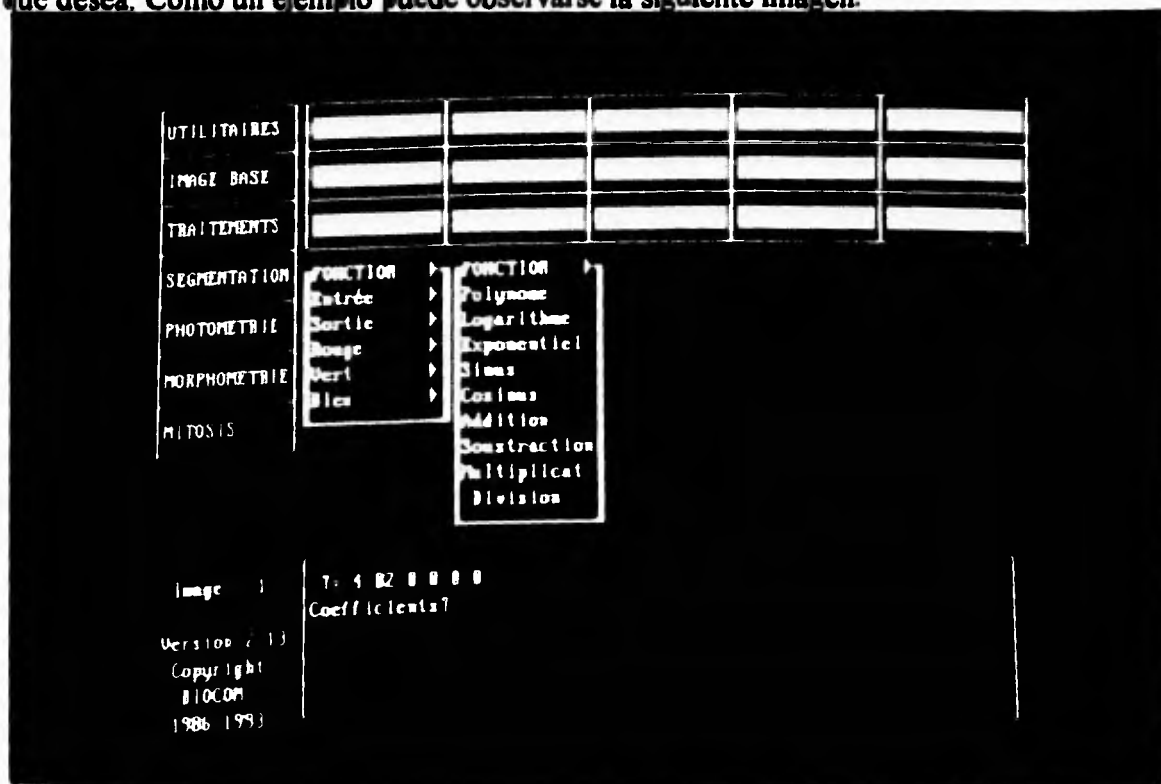 que desea. Como un ejemplo puede observarse la siguiente imagen.
UTILITAIRES
IMAGE BASE
TRAITEMENTS
SEGMENTATION
PHOTOMETRIE
MORPHOMETRIE
MITOSIS
FONCTION
Entrée
Sortie
Rouge
Vert
Bleu
FONCTION
Polynome
Logarithme
Exponentiel
Sinus
Cosinus
Addition
Soustraction
Multiplicat
Division
Image 1
Version 2.13
Copyright
BIOCOM
1986 1993
Coefficients?